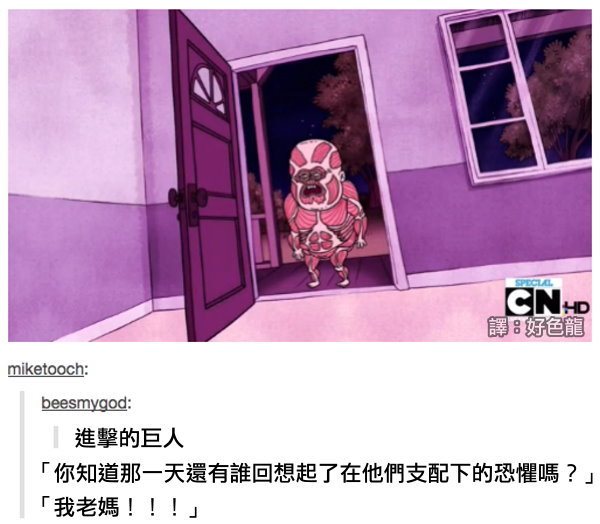 SPECIAL
CN HD
譯：好色龍
miketooch:
beesmygod:
進擊的巨人
「你知道那一天還有誰回想起了在他們支配下的恐懼嗎？」
「我老媽！！！」